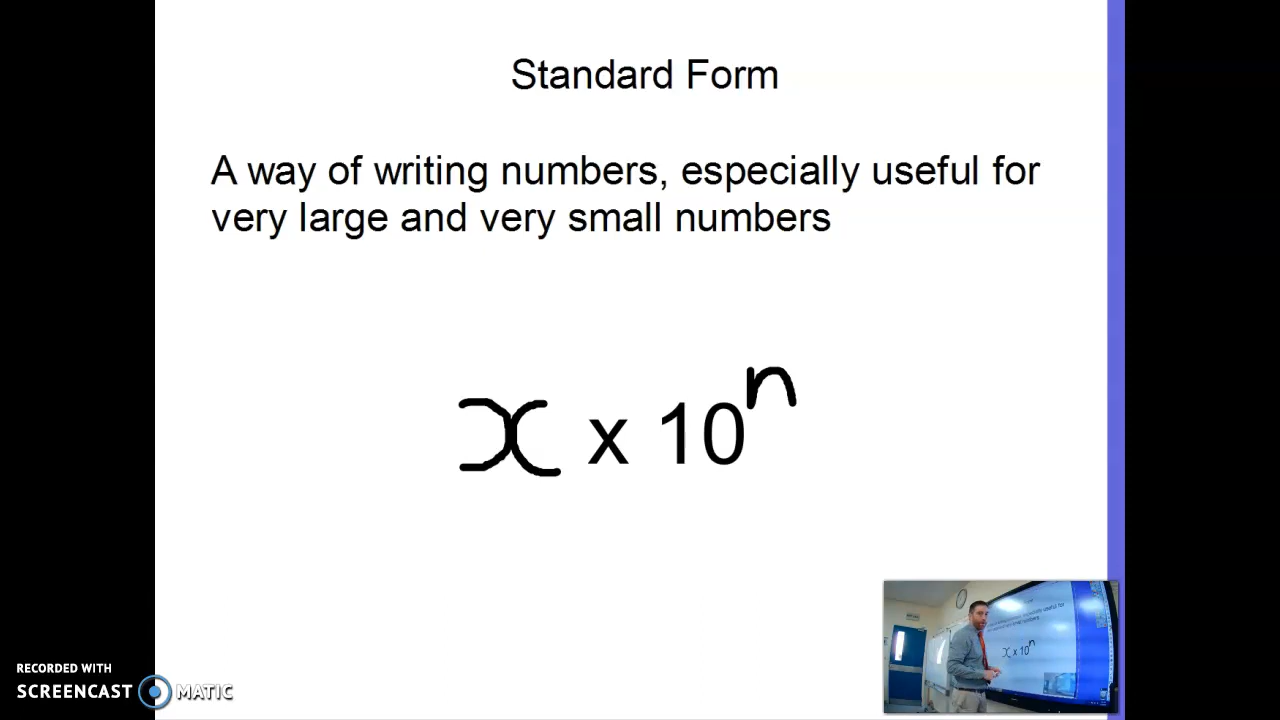 Standard Form
A way of writing numbers, especially useful for
very large and very small numbers
x x 10ⁿ
RECORDED WITH
SCREENCAST MATIC
x x 10ⁿ